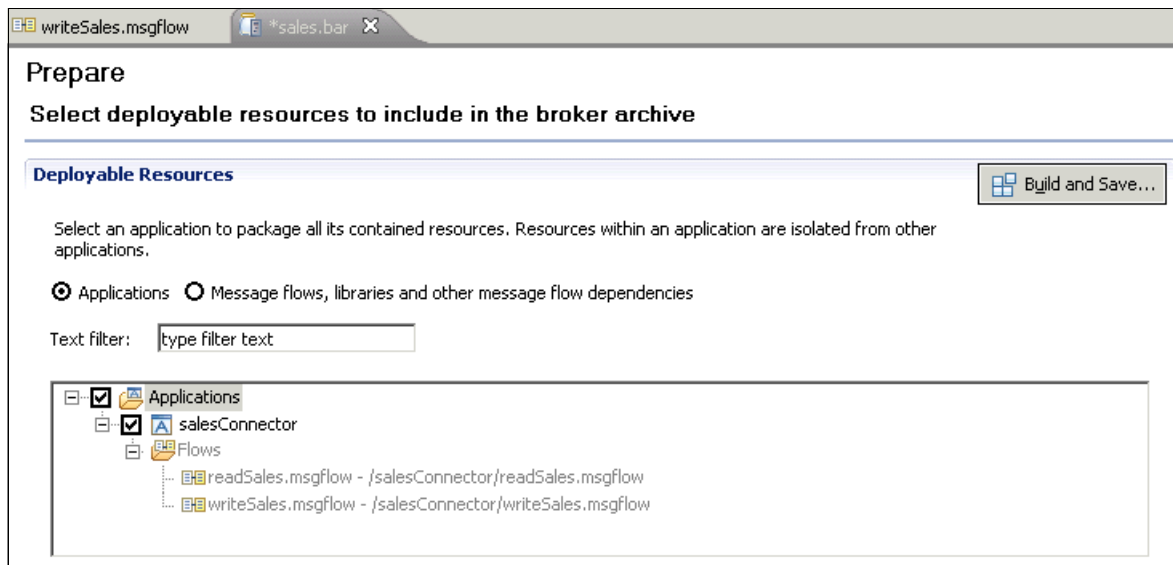 writeSales.msgflow
*sales.bar
Prepare
Select deployable resources to include in the broker archive
Deployable Resources
Build and Save...
Select an application to package all its contained resources. Resources within an application are isolated from other
applications.
Applications
Message flows, libraries and other message flow dependencies
Text filter:
type filter text
Applications
salesConnector
Flows
readSales.msgflow - /salesConnector/readSales.msgflow
writeSales.msgflow - /salesConnector/writeSales.msgflow